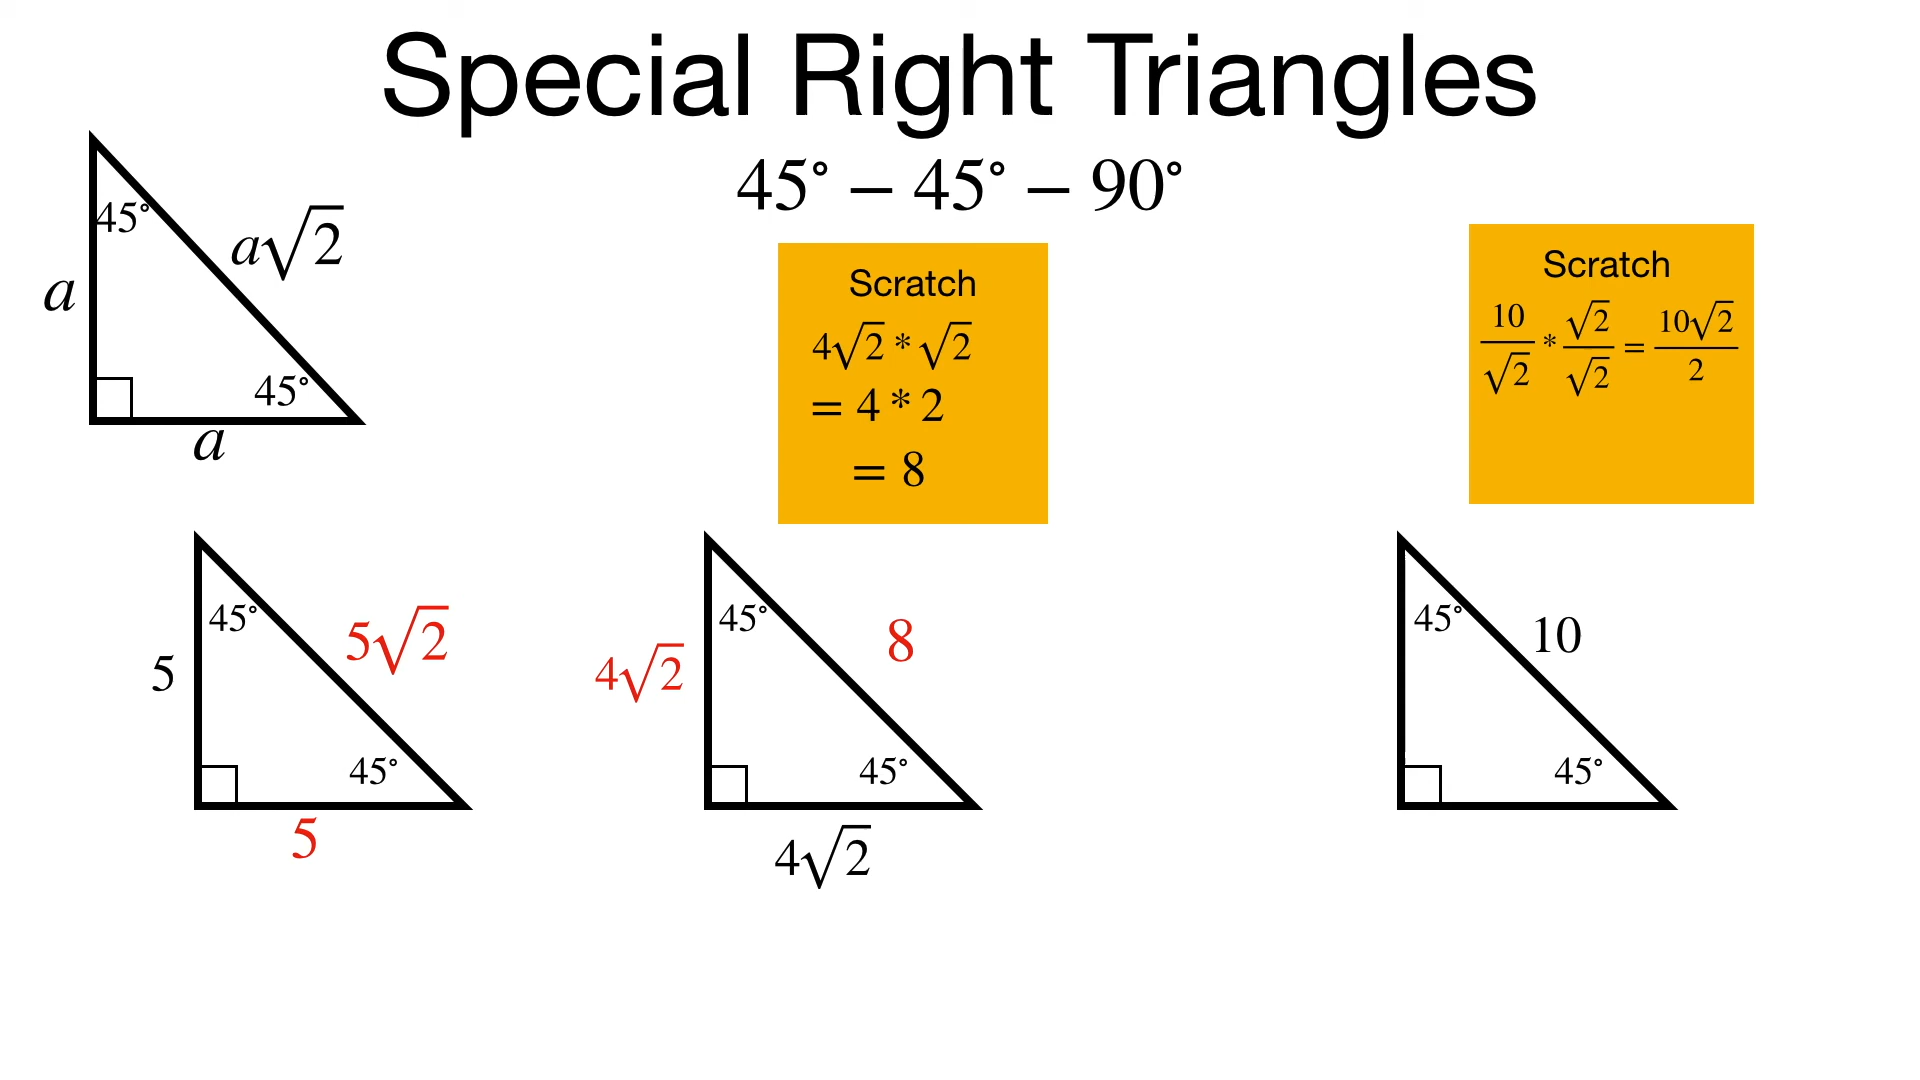 Special Right Triangles
45° – 45° – 90°
45°
a√2
a
45°
a
Scratch
4√2 * √2
= 4 * 2
= 8
Scratch
10/√2 * √2/√2 = 10√2/2
45°
5√2
5
45°
5
45°
8
4√2
45°
4√2
45°
10
45°